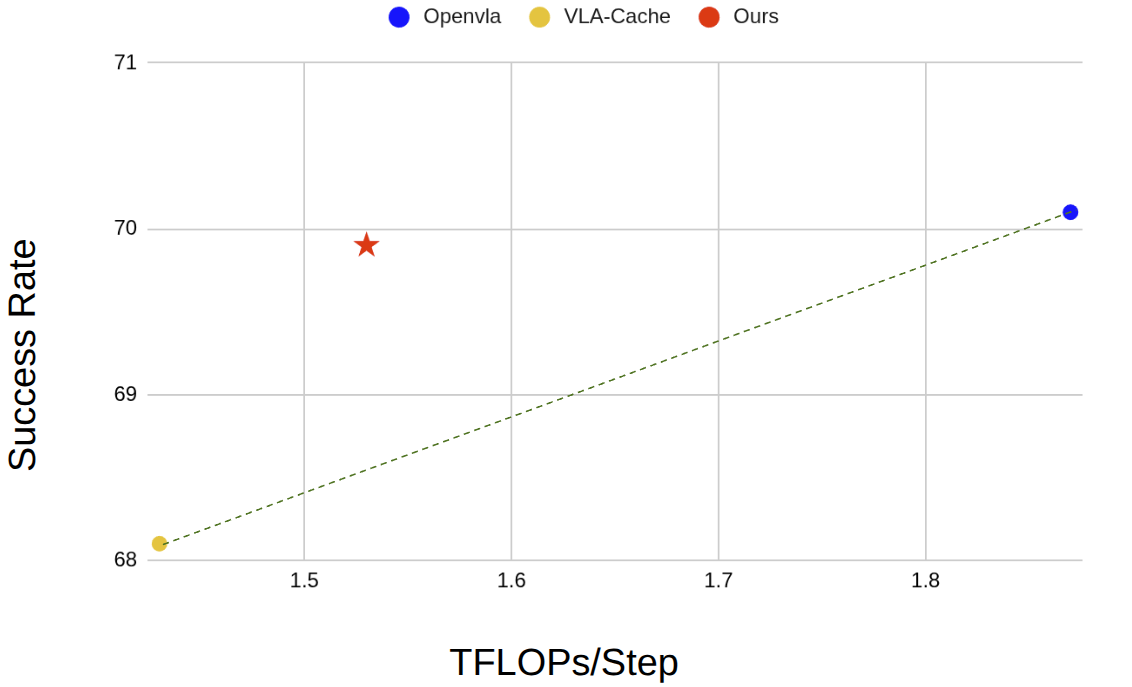 Openvla VLA-Cache Ours
71
70
69
68
Success Rate
1.5 1.6 1.7 1.8
TFLOPs/Step